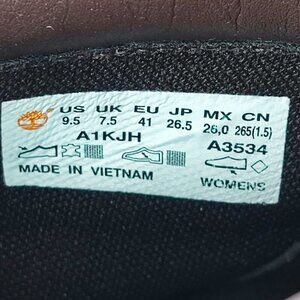 US UK EU JP MX CN
9.5 7.5 41 26.5 26,0 265(1.5)
A1KJH A3534
MADE IN VIETNAM WOMENS